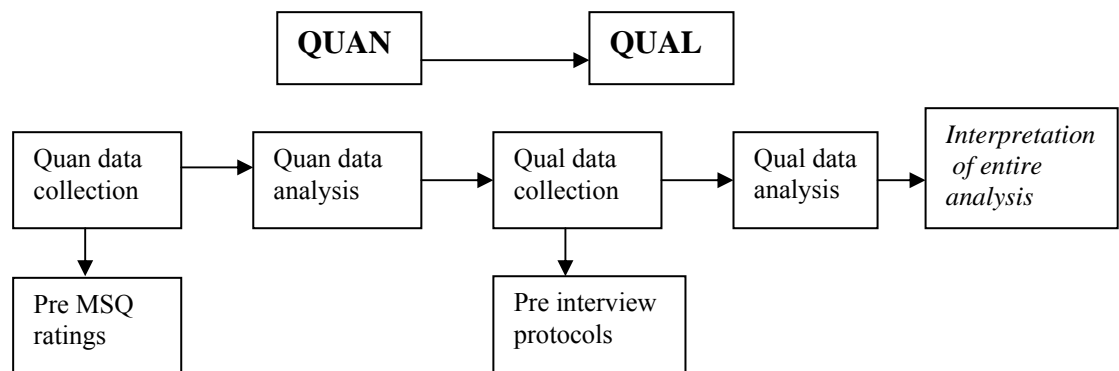 QUAN
QUAL
Quan data
collection
Quan data
analysis
Qual data
collection
Qual data
analysis
Interpretation
of entire
analysis
Pre MSQ
ratings
Pre interview
protocols